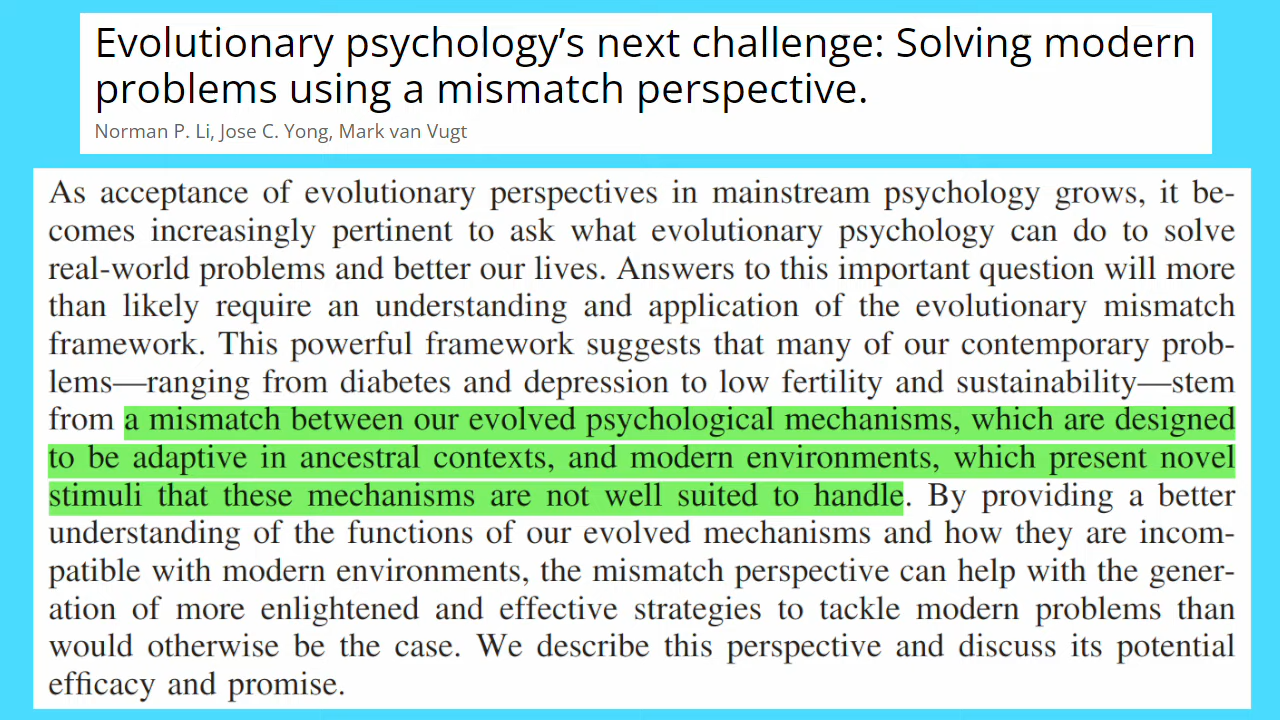 Evolutionary psychology’s next challenge: Solving modern
problems using a mismatch perspective.
Norman P. Li, Jose C. Yong, Mark van Vugt
As acceptance of evolutionary perspectives in mainstream psychology grows, it be-
comes increasingly pertinent to ask what evolutionary psychology can do to solve
real-world problems and better our lives. Answers to this important question will more
than likely require an understanding and application of the evolutionary mismatch
framework. This powerful framework suggests that many of our contemporary prob-
lems—ranging from diabetes and depression to low fertility and sustainability—stem
from a mismatch between our evolved psychological mechanisms, which are designed
to be adaptive in ancestral contexts, and modern environments, which present novel
stimuli that these mechanisms are not well suited to handle. By providing a better
understanding of the functions of our evolved mechanisms and how they are incom-
patible with modern environments, the mismatch perspective can help with the gener-
ation of more enlightened and effective strategies to tackle modern problems than
would otherwise be the case. We describe this perspective and discuss its potential
efficacy and promise.